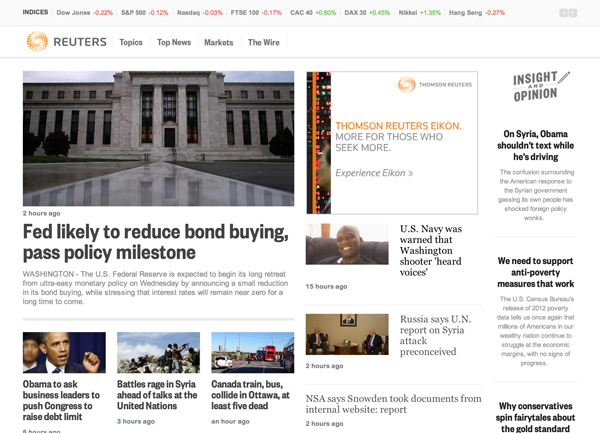 INDICES Dow Jones -0.22% S&P 500 -0.12% Nasdaq -0.03% FTSE 100 -0.17% CAC 40 +0.60% DAX 30 +0.45% Nikkei +1.35% Hang Seng -0.27%
REUTERS Topics Top News Markets The Wire
2 hours ago
Fed likely to reduce bond buying,
pass policy milestone
WASHINGTON - The U.S. Federal Reserve is expected to begin its long retreat
from ultra-easy monetary policy on Wednesday by announcing a small reduction
in its bond buying, while stressing that interest rates will remain near zero for a
long time to come.
Obama to ask
business leaders to
push Congress to
raise debt limit
6 hours ago
Battles rage in Syria
ahead of talks at the
United Nations
3 hours ago
Canada train, bus,
collide in Ottawa, at
least five dead
an hour ago
THOMSON REUTERS
THOMSON REUTERS EIKON.
MORE FOR THOSE WHO
SEEK MORE.
Experience Eikon »
U.S. Navy was
warned that
Washington
shooter 'heard
voices'
15 hours ago
Russia says U.N.
report on Syria
attack
preconceived
2 hours ago
NSA says Snowden took documents from
internal website: report
2 hours ago
INSIGHT
AND
OPINION
On Syria, Obama
shouldn't text while
he's driving
The confusion surrounding
the American response to
the Syrian government
gassing its own people has
shocked foreign policy
wonks.
We need to support
anti-poverty
measures that work
The U.S. Census Bureau's
release of 2012 poverty
data tells us once again that
millions of Americans in our
wealthy nation continue to
struggle at the economic
margins, with no signs of
progress.
Why conservatives
spin fairytales about
the gold standard